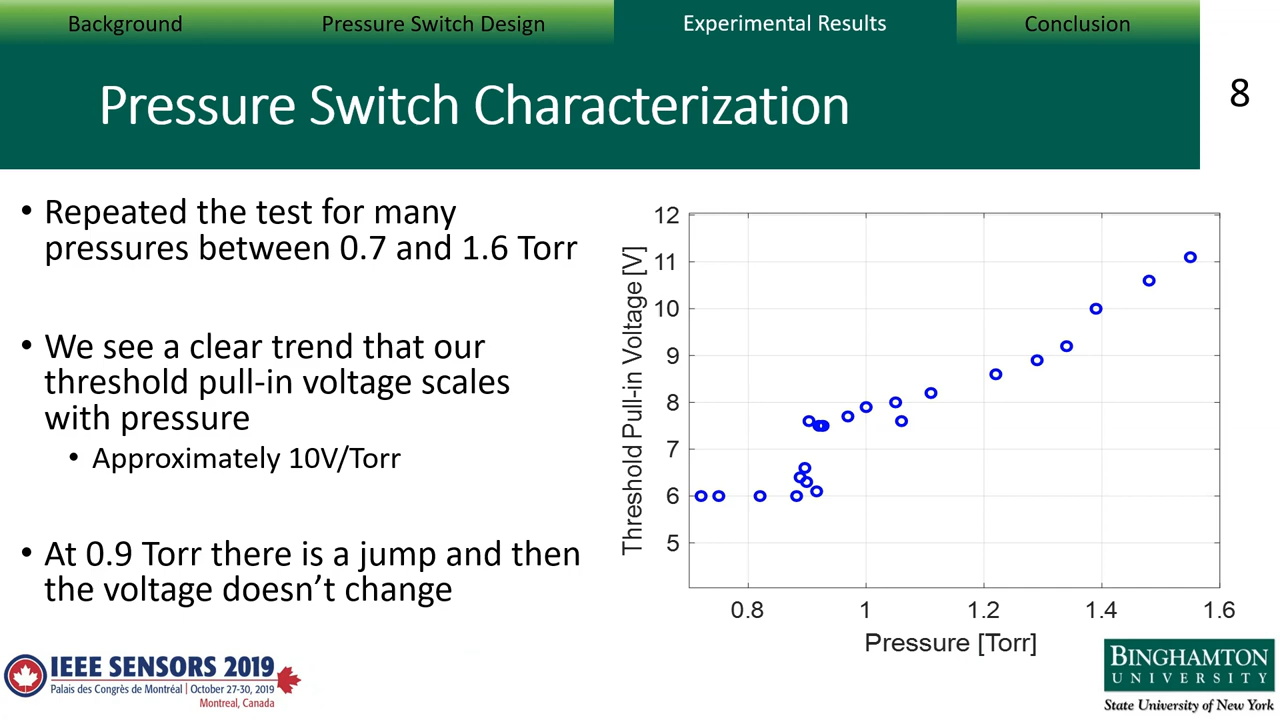 Background
Pressure Switch Design
Experimental Results
Conclusion
Pressure Switch Characterization
8
• Repeated the test for many
pressures between 0.7 and 1.6 Torr
• We see a clear trend that our
threshold pull-in voltage scales
with pressure
• Approximately 10V/Torr
• At 0.9 Torr there is a jump and then
the voltage doesn't change
Threshold Pull-in Voltage [V]
12
11
10
9
8
7
6
5
0.8
1
1.2
1.4
1.6
Pressure [Torr]
IEEE SENSORS 2019
Palais des Congrès de Montréal | October 27-30, 2019
Montreal, Canada
BINGHAMTON
UNIVERSITY
State University of New York